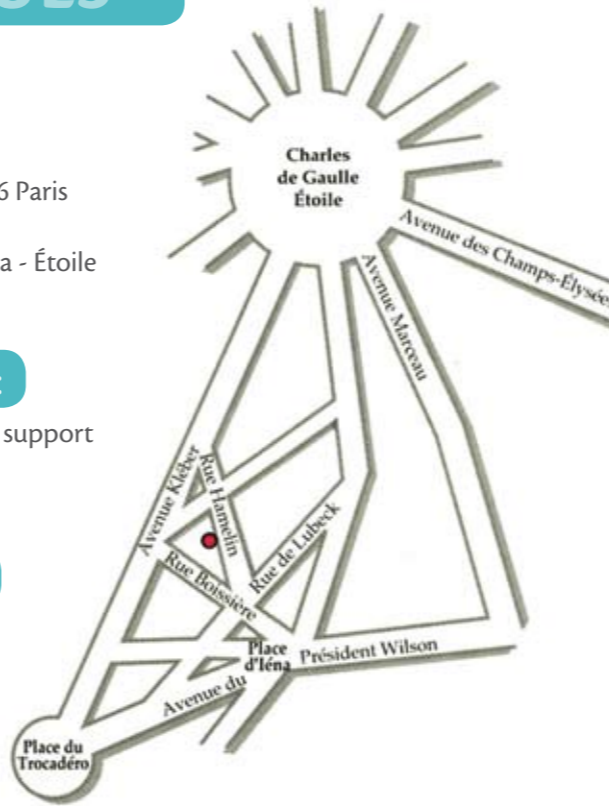 6 Paris
a - Étoile
:
support
Charles
de Gaulle
Étoile
Avenue des Champs-Élysées
Avenue Marceau
Avenue Kléber
Rue Hamelin
Rue de Lubeck
Rue Boissière
Place
d'Iéna
Président Wilson
Avenue du
Place du
Trocadéro